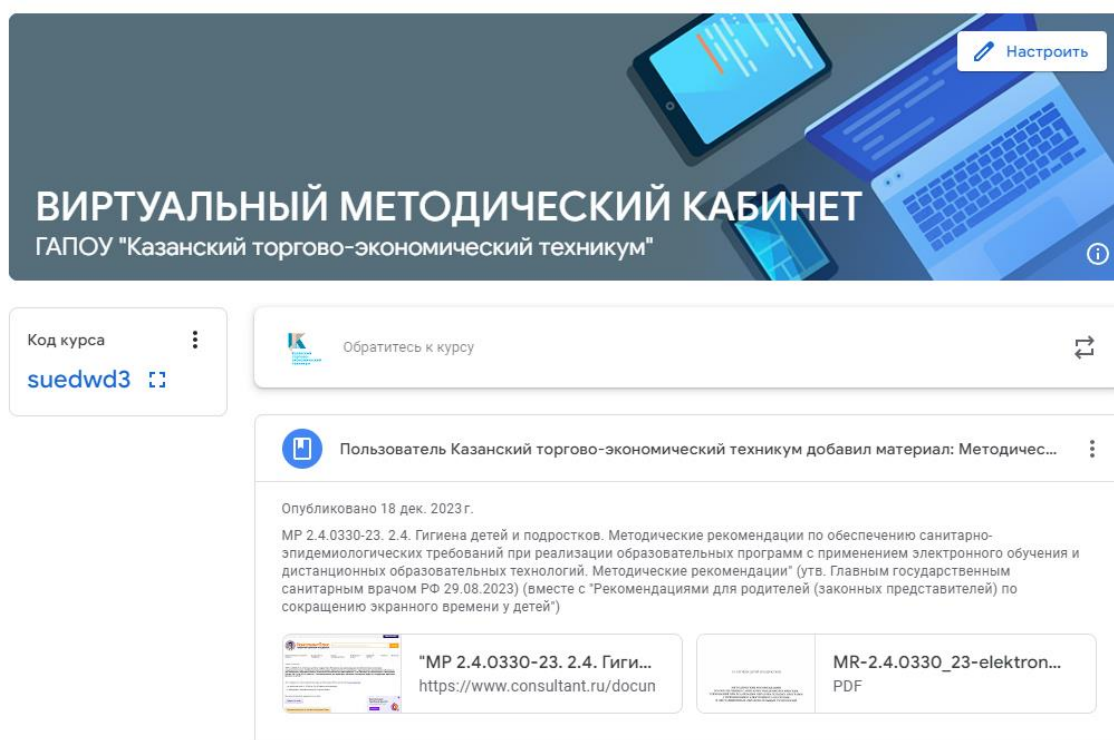 Настроить
ВИРТУАЛЬНЫЙ МЕТОДИЧЕСКИЙ КАБИНЕТ
ГАПОУ "Казанский торгово-экономический техникум"
Код курса
suedwd3
Обратитесь к курсу
Пользователь Казанский торгово-экономический техникум добавил материал: Методичес...
Опубликовано 18 дек. 2023 г.
МР 2.4.0330-23. 2.4. Гигиена детей и подростков. Методические рекомендации по обеспечению санитарно-
эпидемиологических требований при реализации образовательных программ с применением электронного обучения и
дистанционных образовательных технологий. Методические рекомендации" (утв. Главным государственным
санитарным врачом РФ 29.08.2023) (вместе с "Рекомендациями для родителей (законных представителей) по
сокращению экранного времени у детей")
"МР 2.4.0330-23. 2.4. Гиги...
https://www.consultant.ru/docun
MR-2.4.0330_23-elektron...
PDF